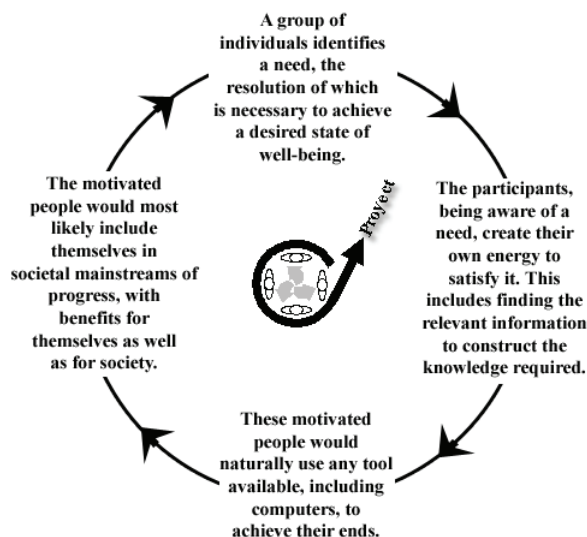 A group of
individuals identifies
a need, the
resolution of which
is necessary to achieve
a desired state of
well-being.
The participants,
being aware of a
need, create their
own energy to
satisfy it. This
includes finding the
relevant information
to construct the
knowledge required.
These motivated
people would
naturally use any tool
available, including
computers, to
achieve their ends.
The motivated
people would most
likely include
themselves in
societal mainstreams of
progress, with
benefits for
themselves as well
as for society.
Proyect